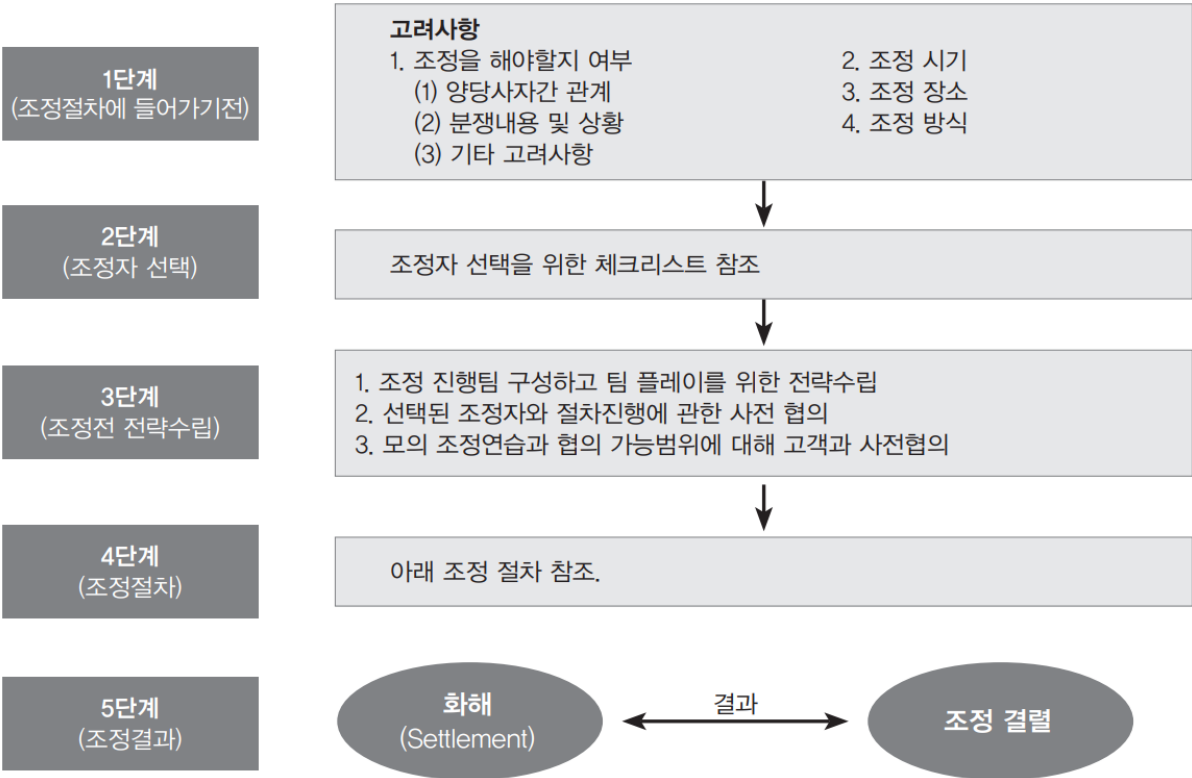 1단계
(조정절차에 들어가기전)
고려사항
1. 조정을 해야할지 여부
(1) 양당사자간 관계
(2) 분쟁내용 및 상황
(3) 기타 고려사항
2. 조정 시기
3. 조정 장소
4. 조정 방식
2단계
(조정자 선택)
조정자 선택을 위한 체크리스트 참조
3단계
(조정전 전략수립)
1. 조정 진행팀 구성하고 팀 플레이를 위한 전략수립
2. 선택된 조정자와 절차진행에 관한 사전 협의
3. 모의 조정연습과 협의 가능범위에 대해 고객과 사전협의
4단계
(조정절차)
아래 조정 절차 참조.
5단계
(조정결과)
화해
(Settlement)
결과
조정 결렬